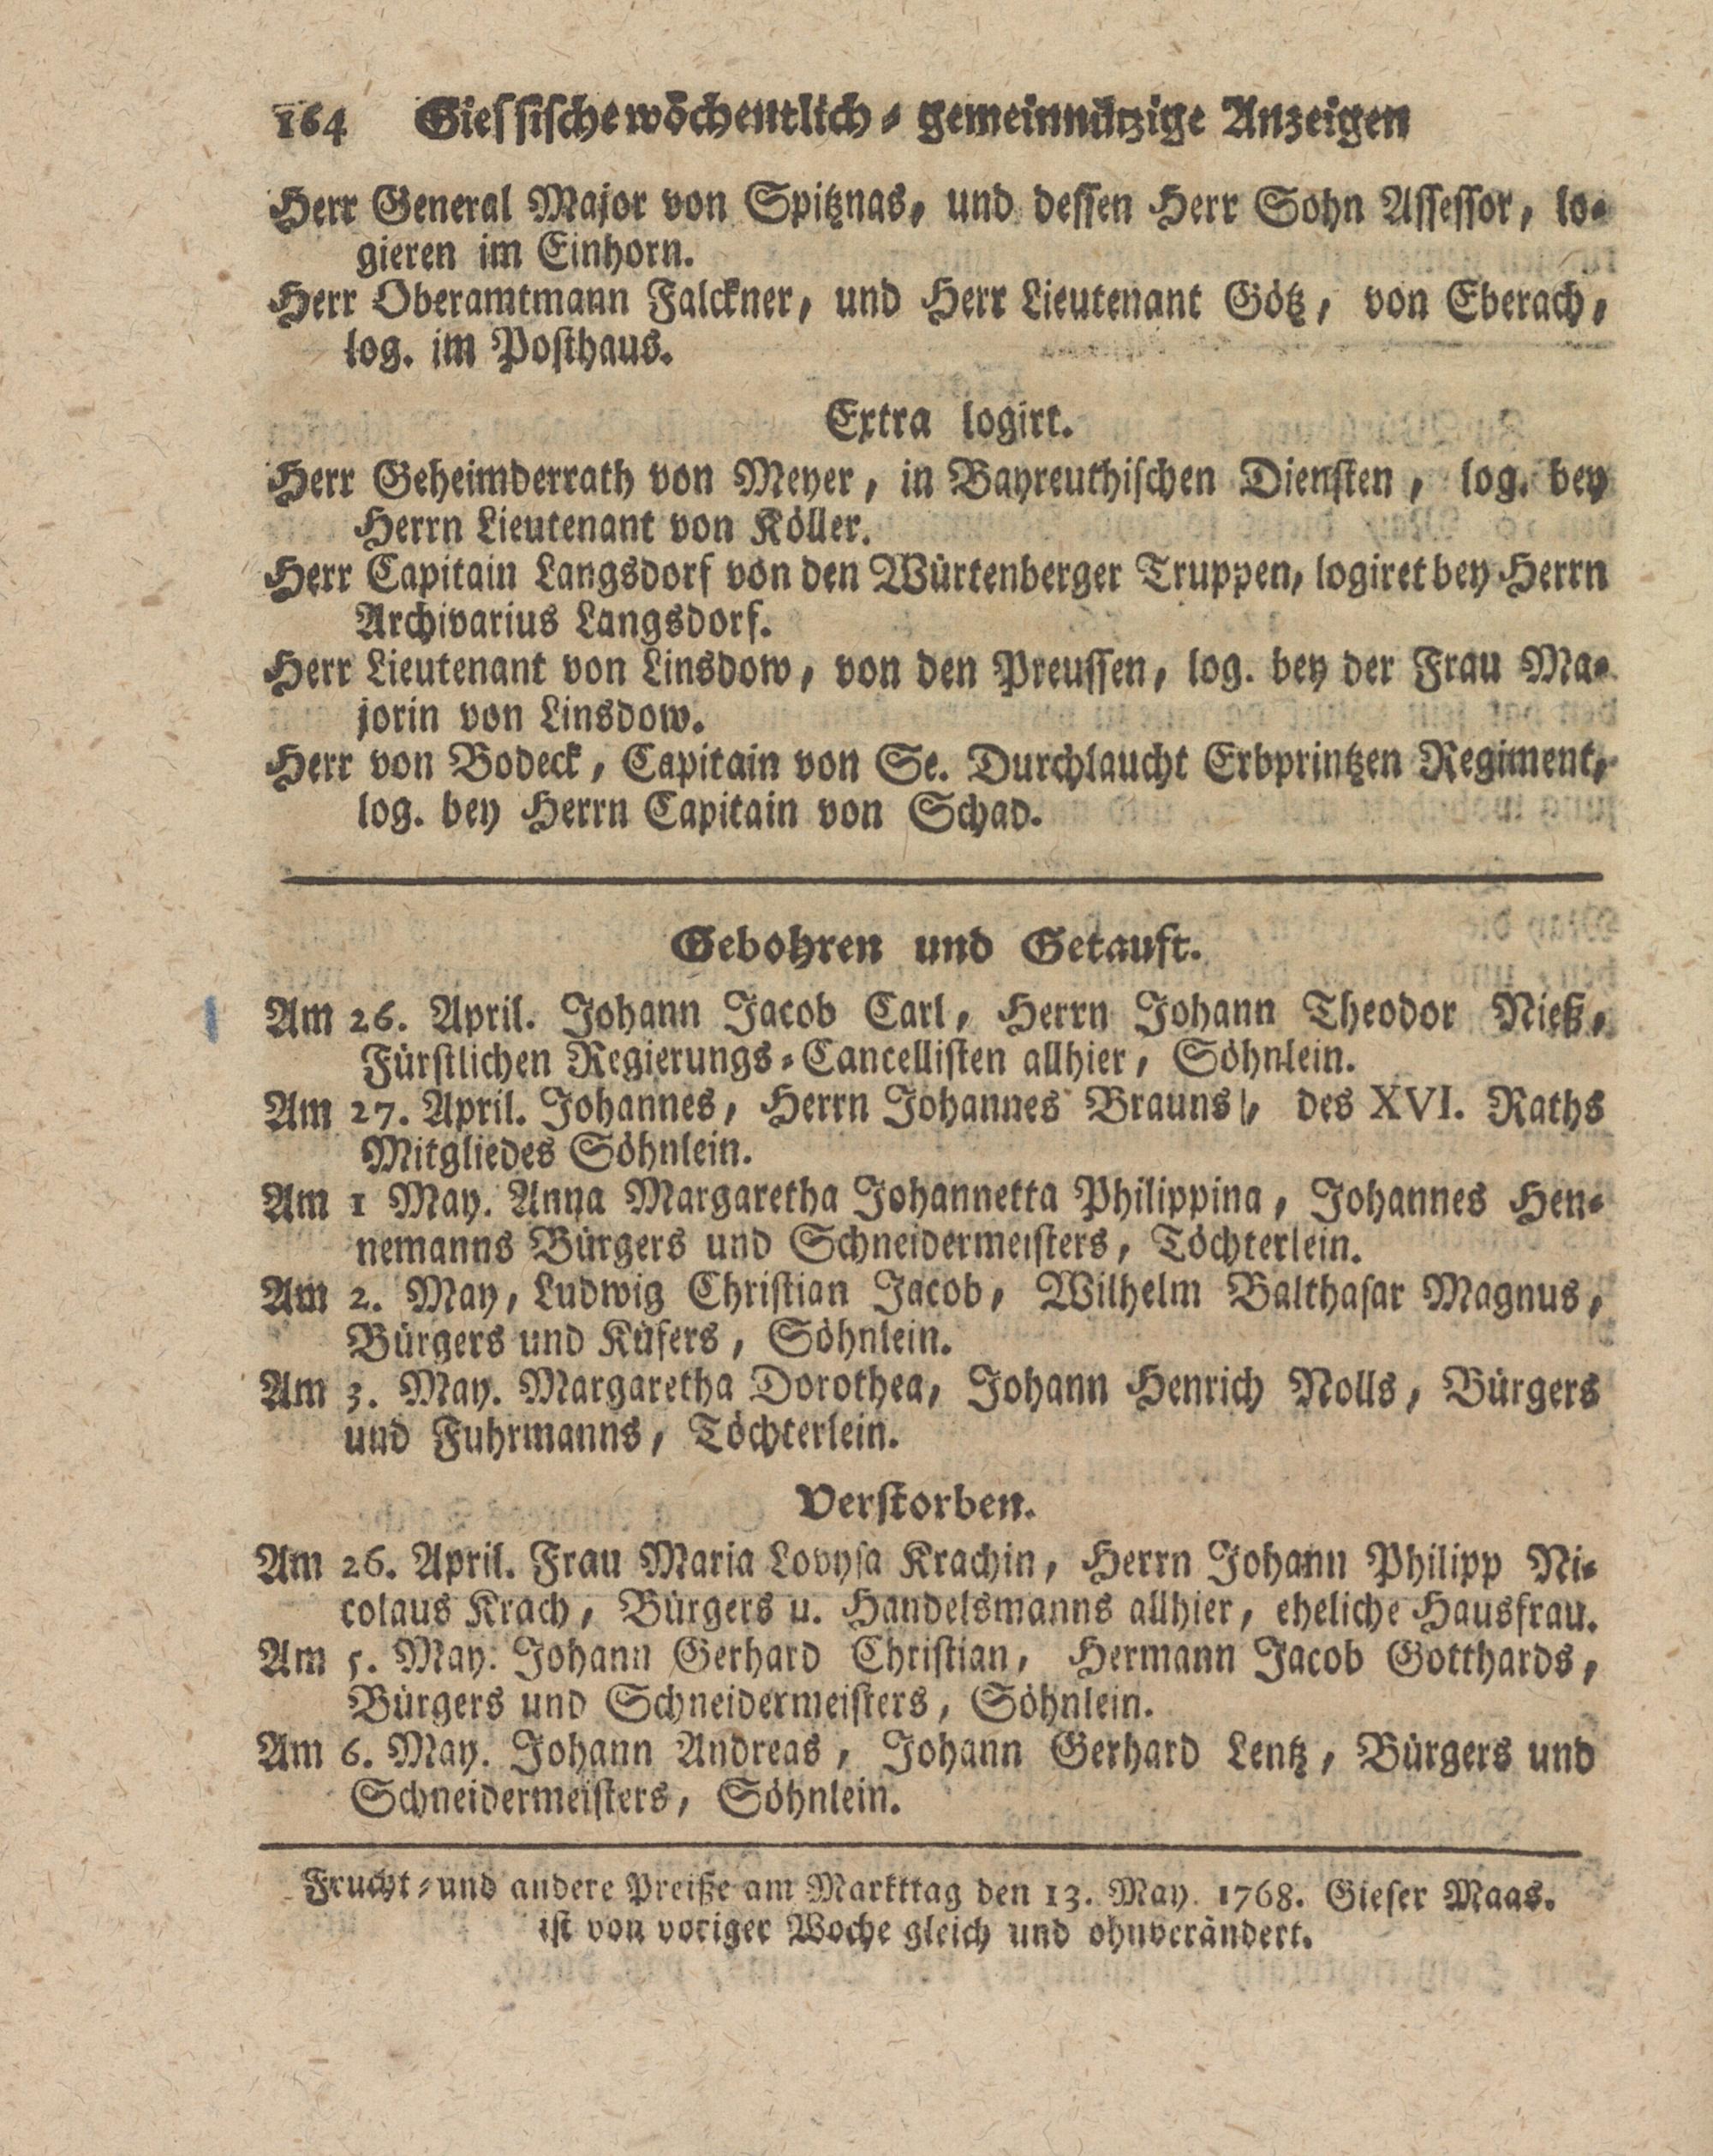 164 Giessische wöchentlich-gemeinnützige Anzeigen
Herr General Major von Spitznas, und dessen Herr Sohn Assessor, lo-
gieren im Einhorn.
Herr Oberamtmann Falckner, und Herr Lieutenant Götz, von Eberach,
log. im Posthaus.
Extra logirt.
Herr Geheimderrath von Meyer, in Bayreuthischen Diensten, log. bey
Herrn Lieutenant von Köller.
Herr Capitain Langsdorf von den Würtenberger Truppen, logiret bey Herrn
Archivarius Langsdorf.
Herr Lieutenant von Linsdow, von den Preussen, log. bey der Frau Ma-
jorin von Linsdow.
Herr von Bodeck, Capitain von Se. Durchlaucht Erbprintzen Regiment,
log. bey Herrn Capitain von Schad.
Gebohren und Getauft.
Am 26. April. Johann Jacob Carl, Herrn Johann Theodor Nieß,
Fürstlichen Regierungs-Cancellisten allhier, Söhnlein.
Am 27. April. Johannes, Herrn Johannes Brauns, des XVI. Raths
Mitgliedes Söhnlein.
Am 1 May. Anna Margaretha Johannetta Philippina, Johannes Hen-
nemanns Bürgers und Schneidermeisters, Töchterlein.
Am 2. May, Ludwig Christian Jacob, Wilhelm Balthasar Magnus,
Bürgers und Küfers, Söhnlein.
Am 3. May. Margaretha Dorothea, Johann Henrich Nolls, Bürgers
und Fuhrmanns, Töchterlein.
Verstorben.
Am 26. April. Frau Maria Lovysa Krachin, Herrn Johann Philipp Ni-
colaus Krach, Bürgers u. Handelsmanns allhier, eheliche Hausfrau.
Am 5. May. Johann Gerhard Christian, Hermann Jacob Gotthards,
Bürgers und Schneidermeisters, Söhnlein.
Am 6. May. Johann Andreas, Johann Gerhard Lentz, Bürgers und
Schneidermeisters, Söhnlein.
Frucht-und andere Preiße am Markttag den 13. May 1768. Gieser Maas.
ist von voriger Woche gleich und ohnverändert.